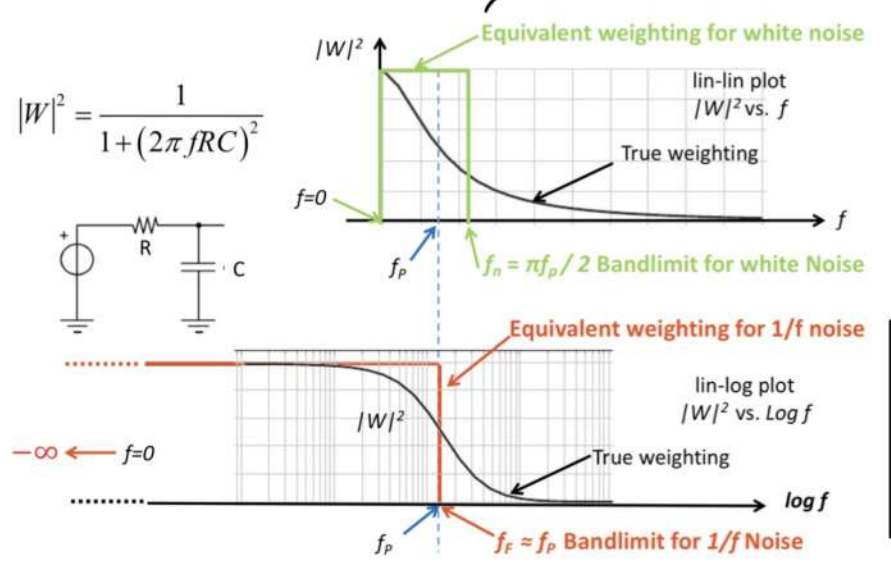 Equivalent weighting for white noise
|W|²
lin-lin plot
|W|² vs. f
|W|² = 1 / (1+(2π fRC)²)
True weighting
f=0
f
+
R
C
fP
fn = πfp / 2 Bandlimit for white Noise
Equivalent weighting for 1/f noise
lin-log plot
|W|² vs. Log f
|W|²
-∞
f=0
True weighting
log f
fP
fF ≈ fP Bandlimit for 1/f Noise